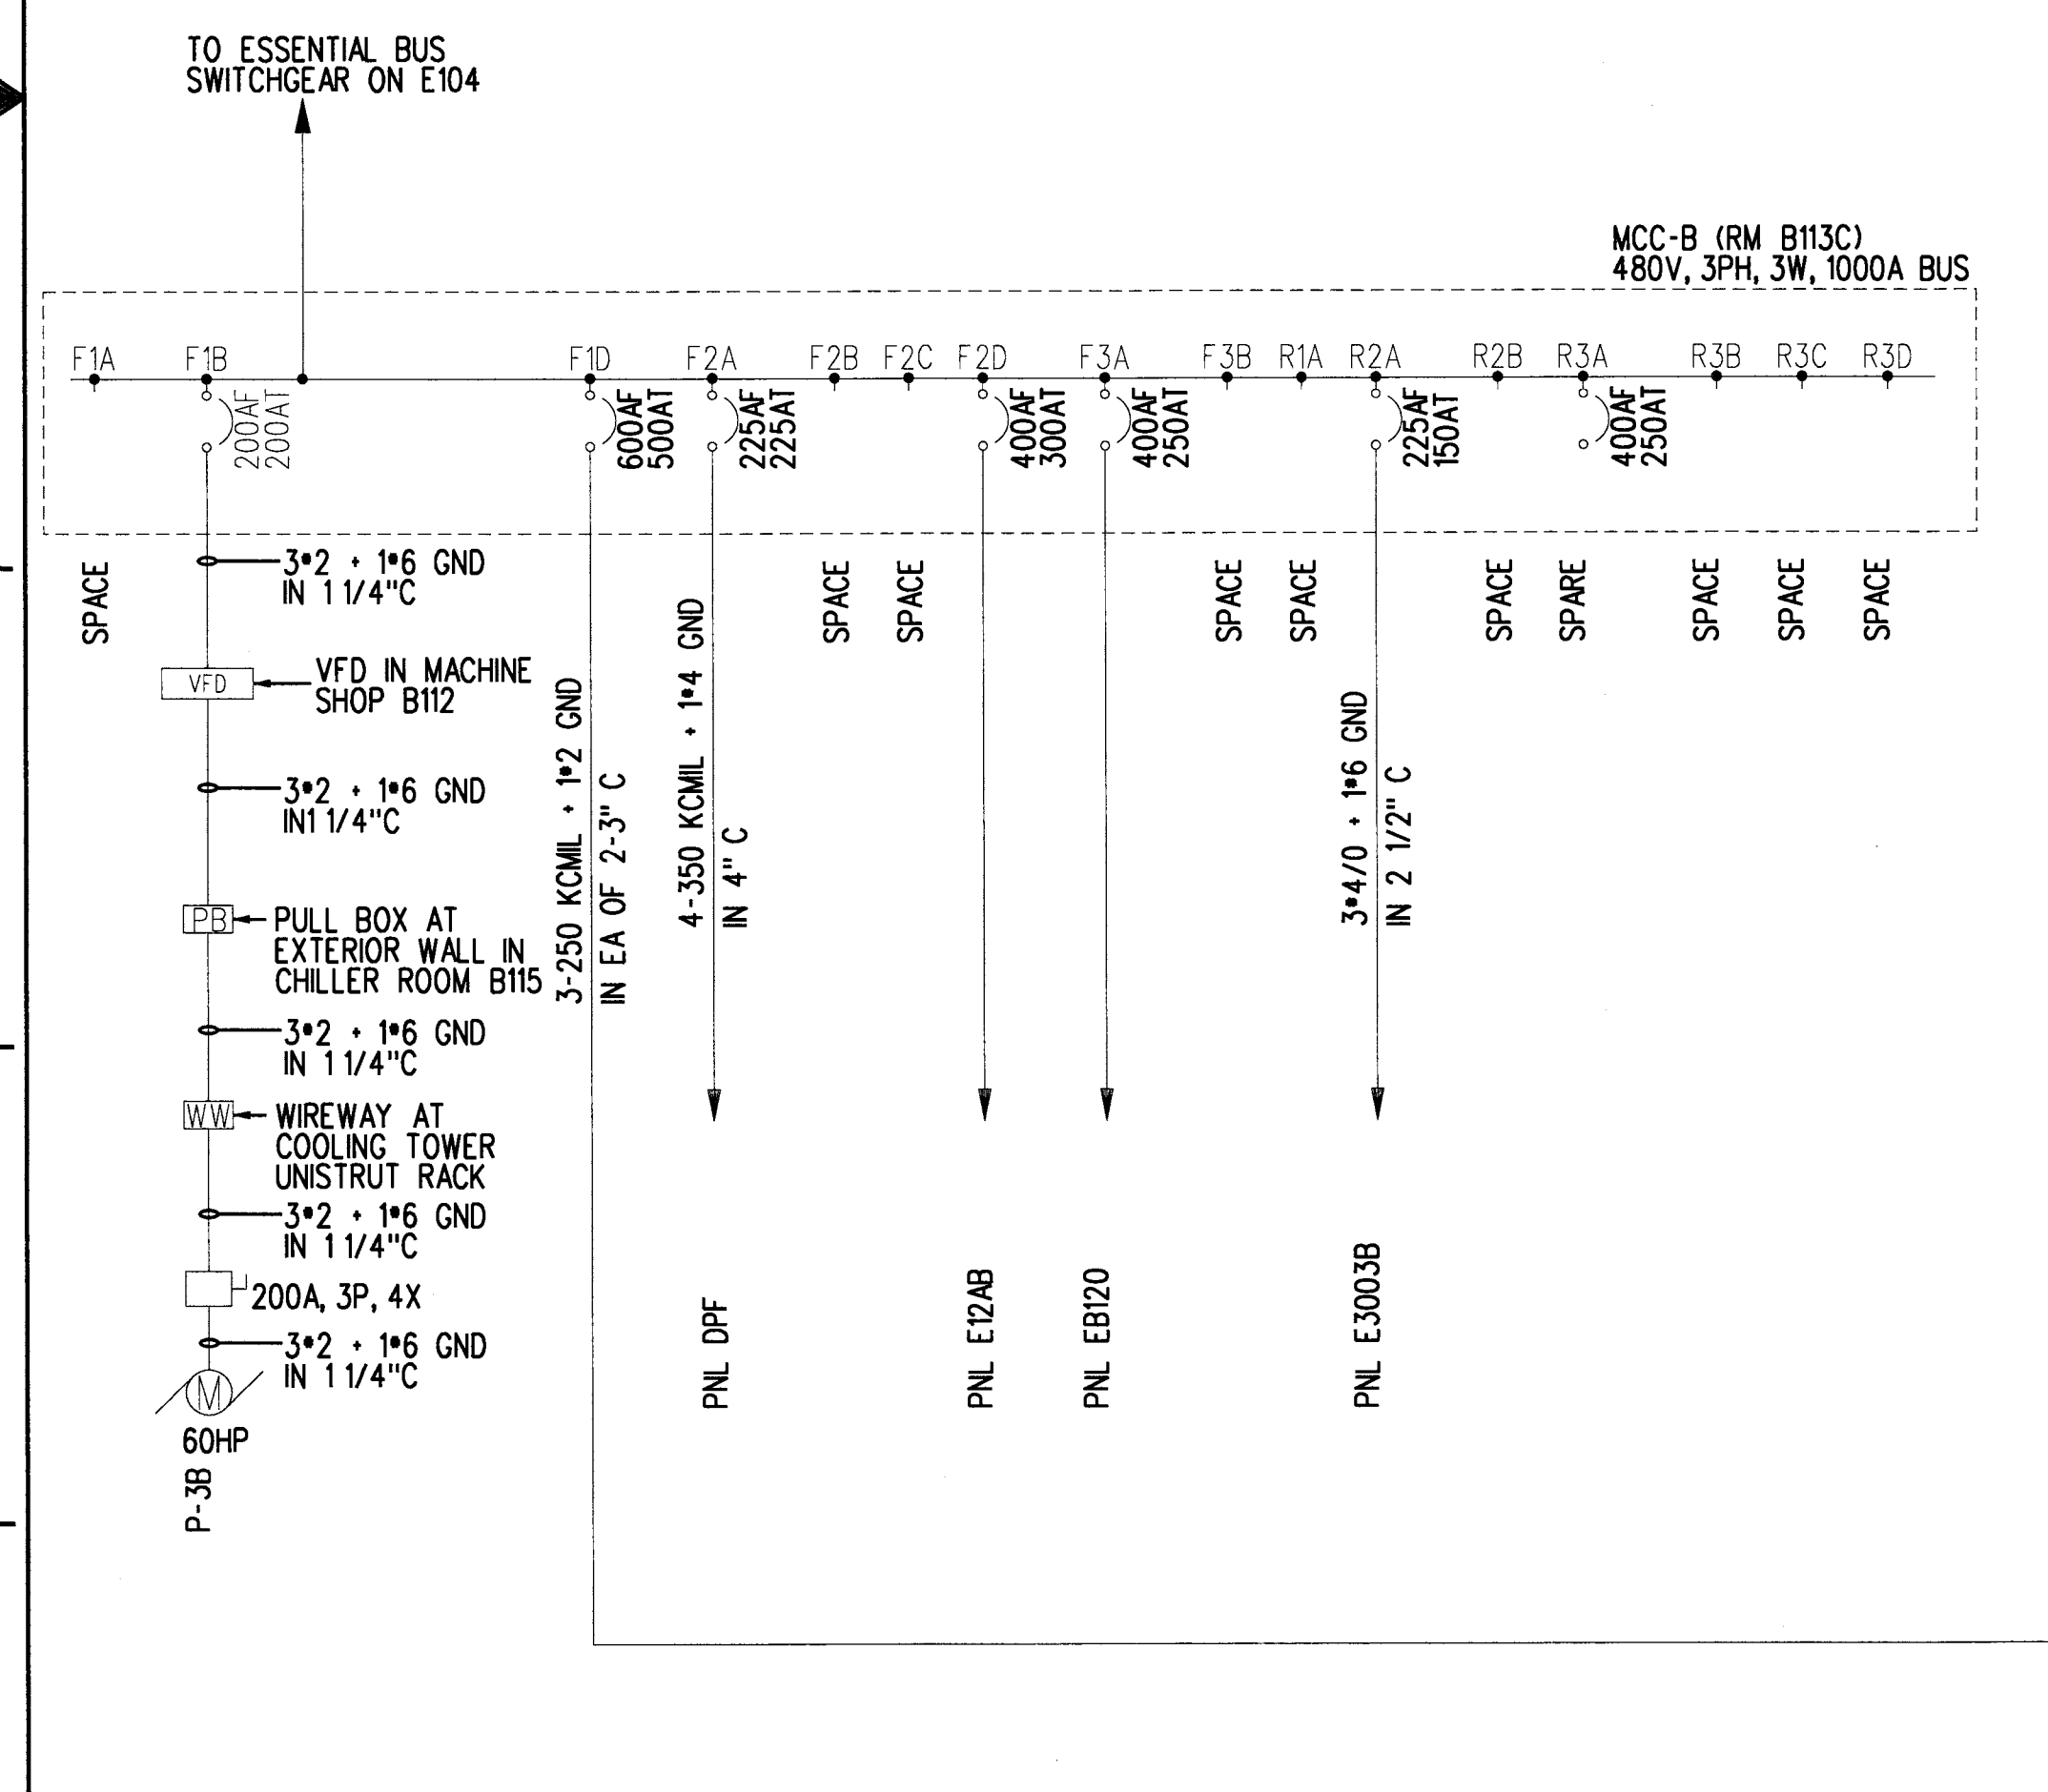 TO ESSENTIAL BUS
SWITCHGEAR ON E104
MCC-B (RM B113C)
480V, 3PH, 3W, 1000A BUS
F1A
F1B
F1D
F2A
F2B
F2C
F2D
F3A
F3B
R1A
R2A
R2B
R3A
R3B
R3C
R3D
200AF
200AT
600AF
500AT
225AF
225AT
400AF
300AT
400AF
250AT
225AF
150AT
400AF
250AT
SPACE
SPACE
SPACE
SPACE
SPACE
SPACE
SPARE
SPACE
SPACE
SPACE
3#2 + 1#6 GND
IN 1 1/4"C
VFD
VFD IN MACHINE
SHOP B112
3#2 + 1#6 GND
IN1 1/4"C
PB
PULL BOX AT
EXTERIOR WALL IN
CHILLER ROOM B115
3#2 + 1#6 GND
IN 1 1/4"C
WW
WIREWAY AT
COOLING TOWER
UNISTRUT RACK
3#2 + 1#6 GND
IN 1 1/4"C
200A, 3P, 4X
3#2 + 1#6 GND
IN 1 1/4"C
M
60HP
P-3B
3-250 KCMIL + 1#2 GND
IN EA OF 2-3" C
4-350 KCMIL + 1#4 GND
IN 4" C
3#4/0 + 1#6 GND
IN 2 1/2" C
PNL DPF
PNL E12AB
PNL EB120
PNL E3003B